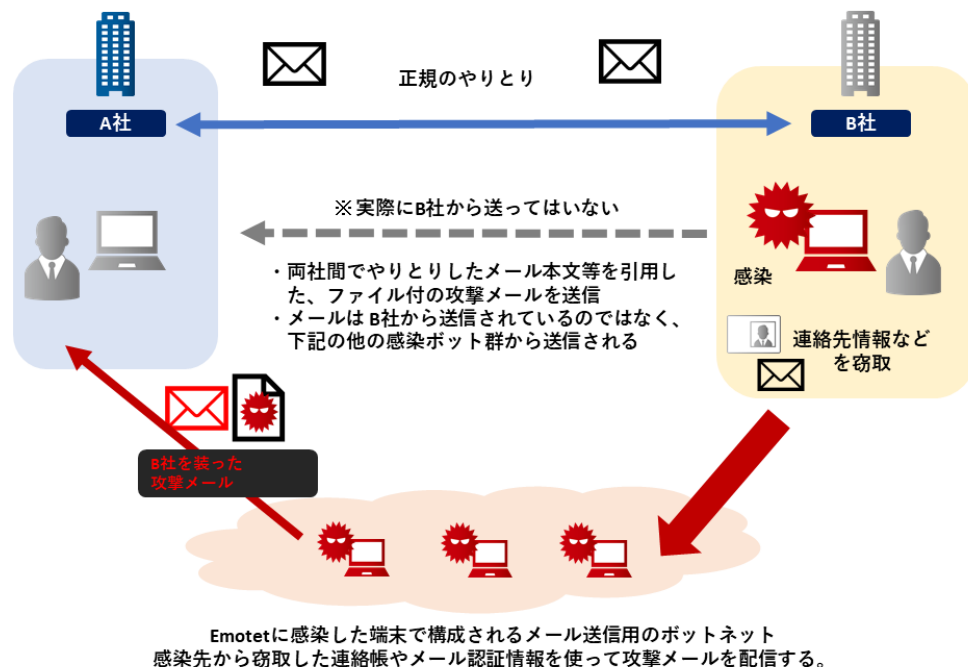 正規のやりとり
A社
B社
※ 実際にB社から送ってはいない
・両社間でやりとりしたメール本文等を引用し
た、ファイル付の攻撃メールを送信
・メールは B社から送信されているのではなく、
下記の他の感染ボット群から送信される
感染
連絡先情報など
を窃取
B社を装った
攻撃メール
Emotetに感染した端末で構成されるメール送信用のボットネット
感染先から窃取した連絡帳やメール認証情報を使って攻撃メールを配信する。